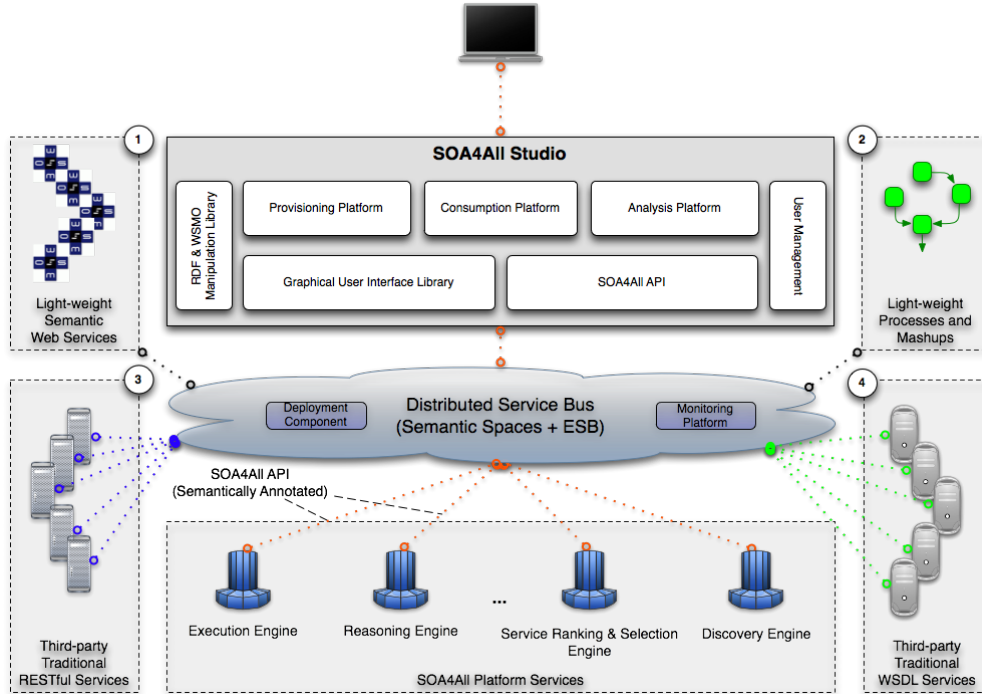 1
2
SOA4All Studio
RDF & WSMO
Manipulation Library
Provisioning Platform
Consumption Platform
Analysis Platform
User Management
Graphical User Interface Library
SOA4All API
Light-weight
Semantic
Web Services
Light-weight
Processes and
Mashups
3
4
Deployment
Component
Distributed Service Bus
(Semantic Spaces + ESB)
Monitoring
Platform
SOA4All API
(Semantically Annotated)
Execution Engine
Reasoning Engine
...
Service Ranking & Selection
Engine
Discovery Engine
Third-party
Traditional
RESTful Services
SOA4All Platform Services
Third-party
Traditional
WSDL Services